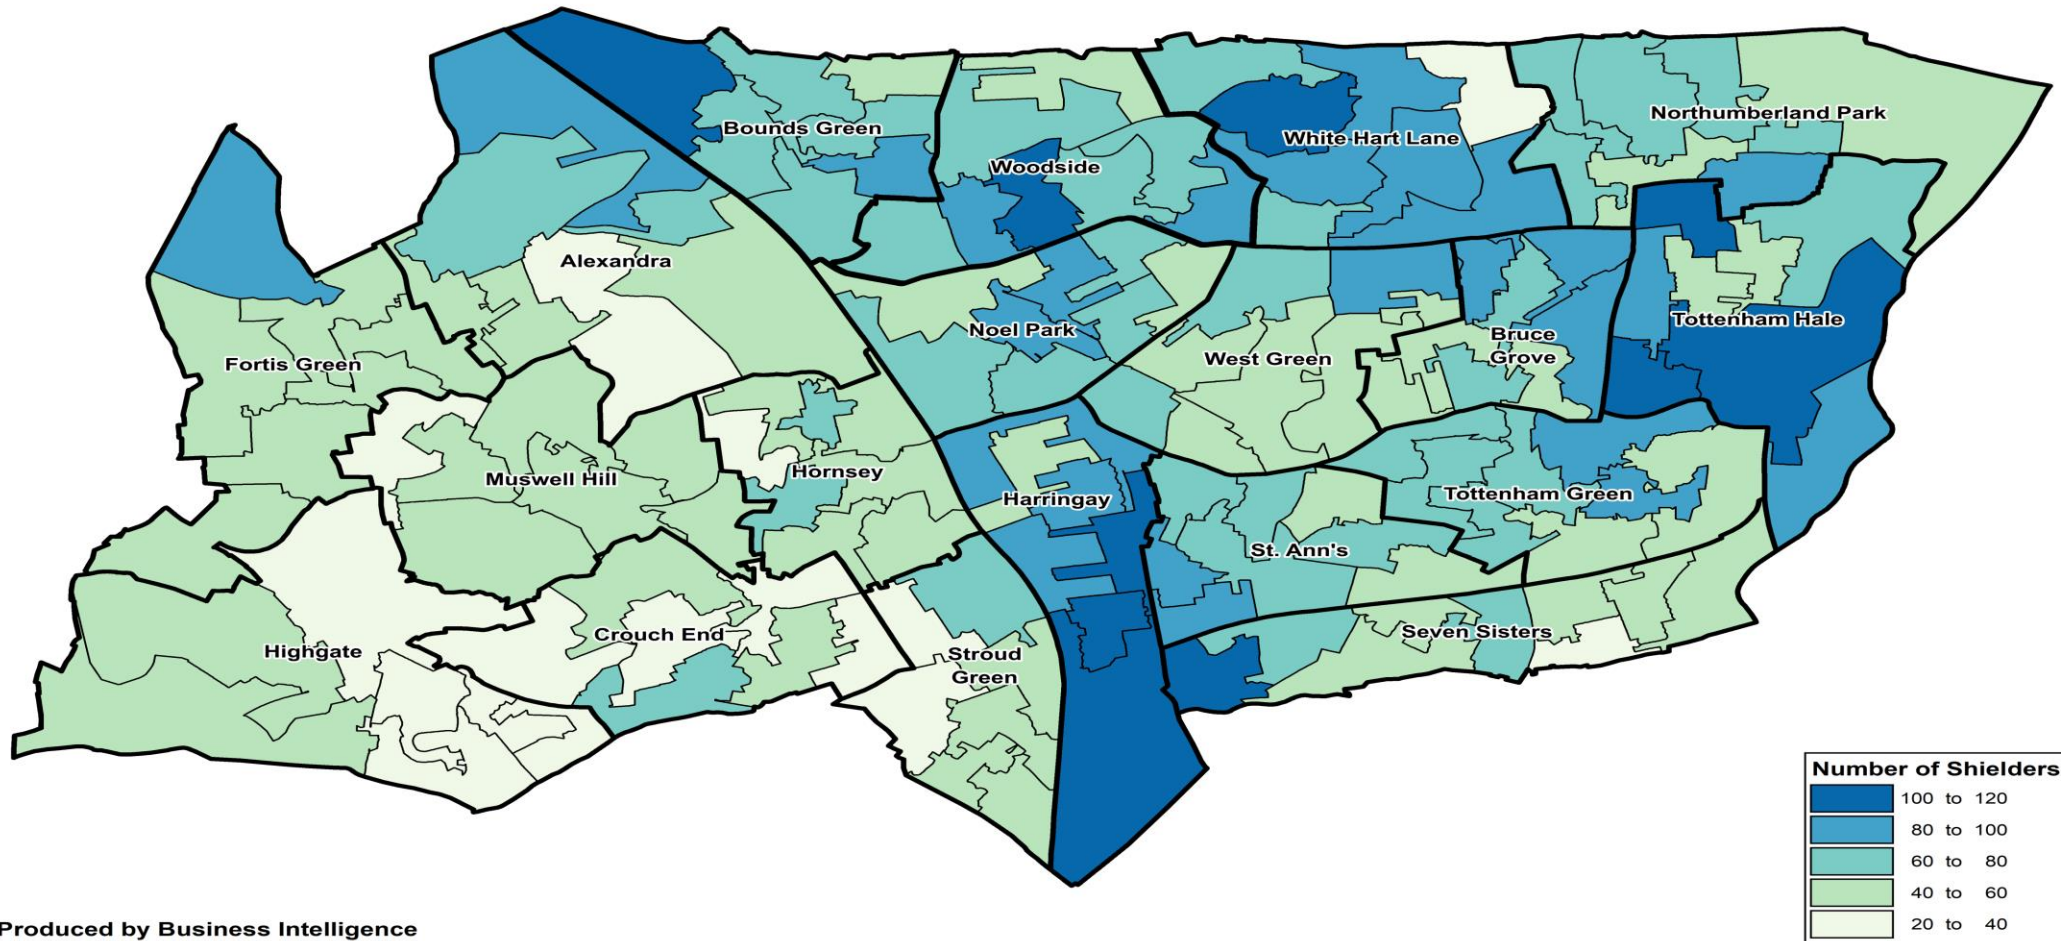 Bounds Green
Northumberland Park
White Hart Lane
Woodside
Alexandra
Tottenham Hale
Noel Park
Bruce
Grove
West Green
Fortis Green
Hornsey
Muswell Hill
Harringay
Tottenham Green
St. Ann's
Crouch End
Seven Sisters
Highgate
Stroud
Green
Number of Shielders
100 to 120
80 to 100
60 to 80
40 to 60
20 to 40
Produced by Business Intelligence